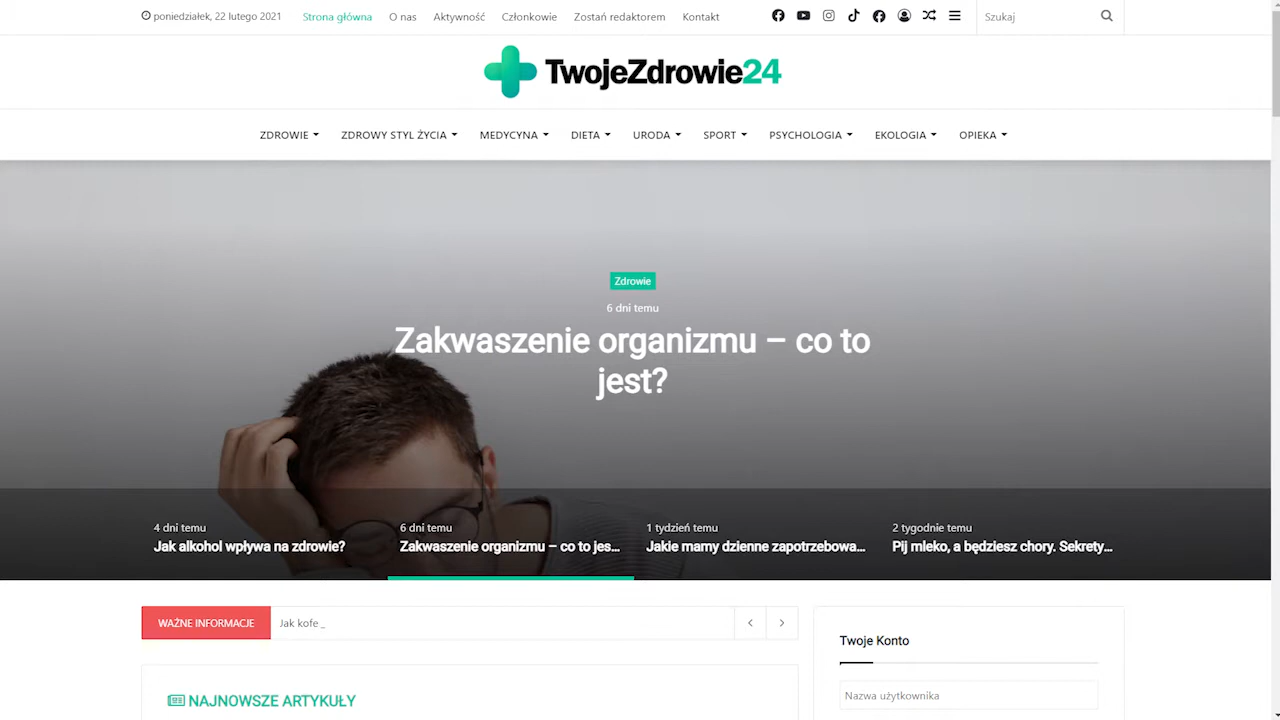 poniedziałek, 22 lutego 2021 Strona główna O nas Aktywność Członkowie Zostań redaktorem Kontakt Szukaj
TwojeZdrowie24
ZDROWIE ZDROWY STYL ŻYCIA MEDYCYNA DIETA URODA SPORT PSYCHOLOGIA EKOLOGIA OPIEKA
Zdrowie
6 dni temu
Zakwaszenie organizmu – co to
jest?
4 dni temu 6 dni temu 1 tydzień temu 2 tygodnie temu
Jak alkohol wpływa na zdrowie? Zakwaszenie organizmu – co to jes... Jakie mamy dzienne zapotrzebowa... Pij mleko, a będziesz chory. Sekrety...
WAŻNE INFORMACJE Jak kofe _
Twoje Konto
Nazwa użytkownika
NAJNOWSZE ARTYKUŁY